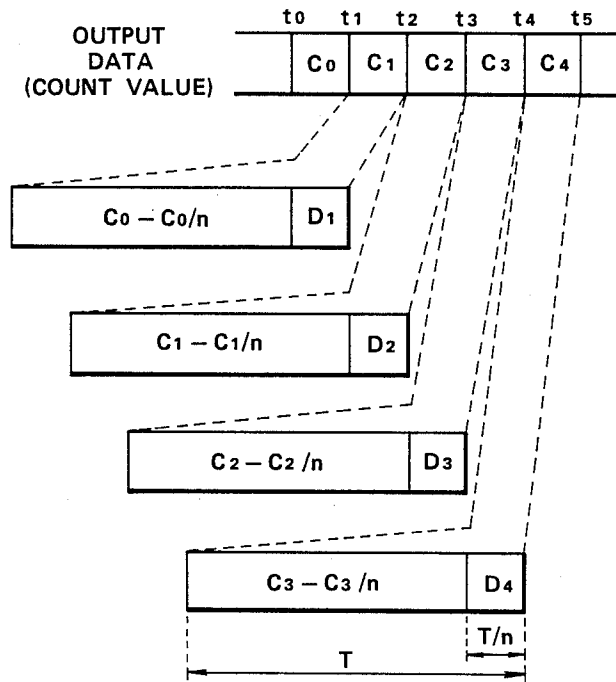 t0 t1 t2 t3 t4 t5
OUTPUT
DATA
(COUNT VALUE)
C0 C1 C2 C3 C4
C0 – C0/n D1
C1 – C1/n D2
C2 – C2/n D3
C3 – C3/n D4
T/n
T